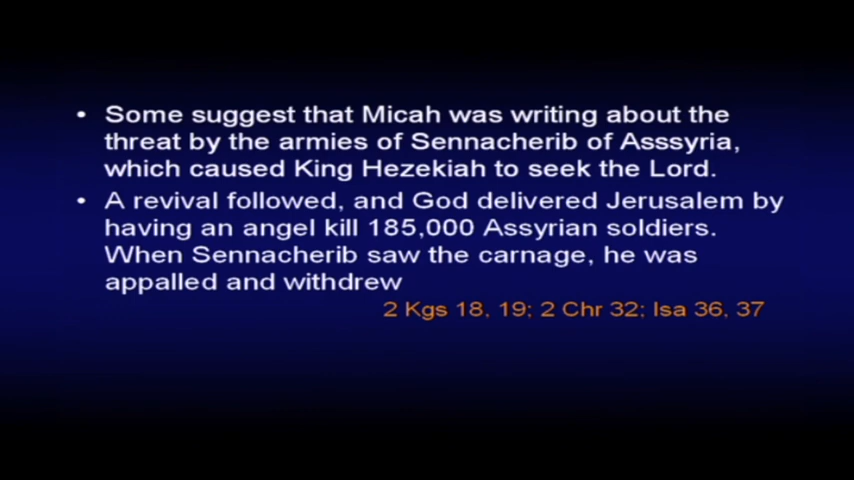 • Some suggest that Micah was writing about the
threat by the armies of Sennacherib of Asssyria,
which caused King Hezekiah to seek the Lord.
• A revival followed, and God delivered Jerusalem by
having an angel kill 185,000 Assyrian soldiers.
When Sennacherib saw the carnage, he was
appalled and withdrew
2 Kgs 18, 19; 2 Chr 32; Isa 36, 37